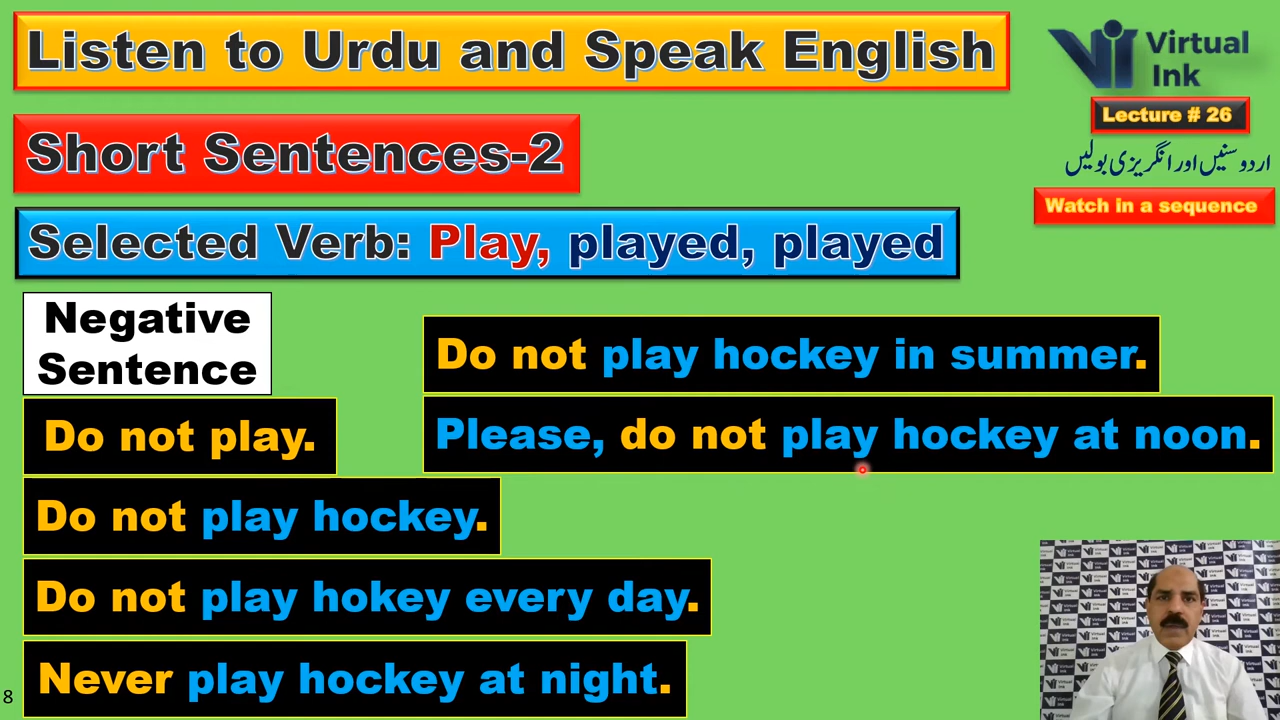 Listen to Urdu and Speak English
Virtual
Ink
Lecture # 26
Short Sentences-2
اردو سنیں اور انگریزی بولیں
Watch in a sequence
Selected Verb: Play, played, played
Negative
Sentence
Do not play.
Do not play hockey.
Do not play hokey every day.
Never play hockey at night.
Do not play hockey in summer.
Please, do not play hockey at noon.
8